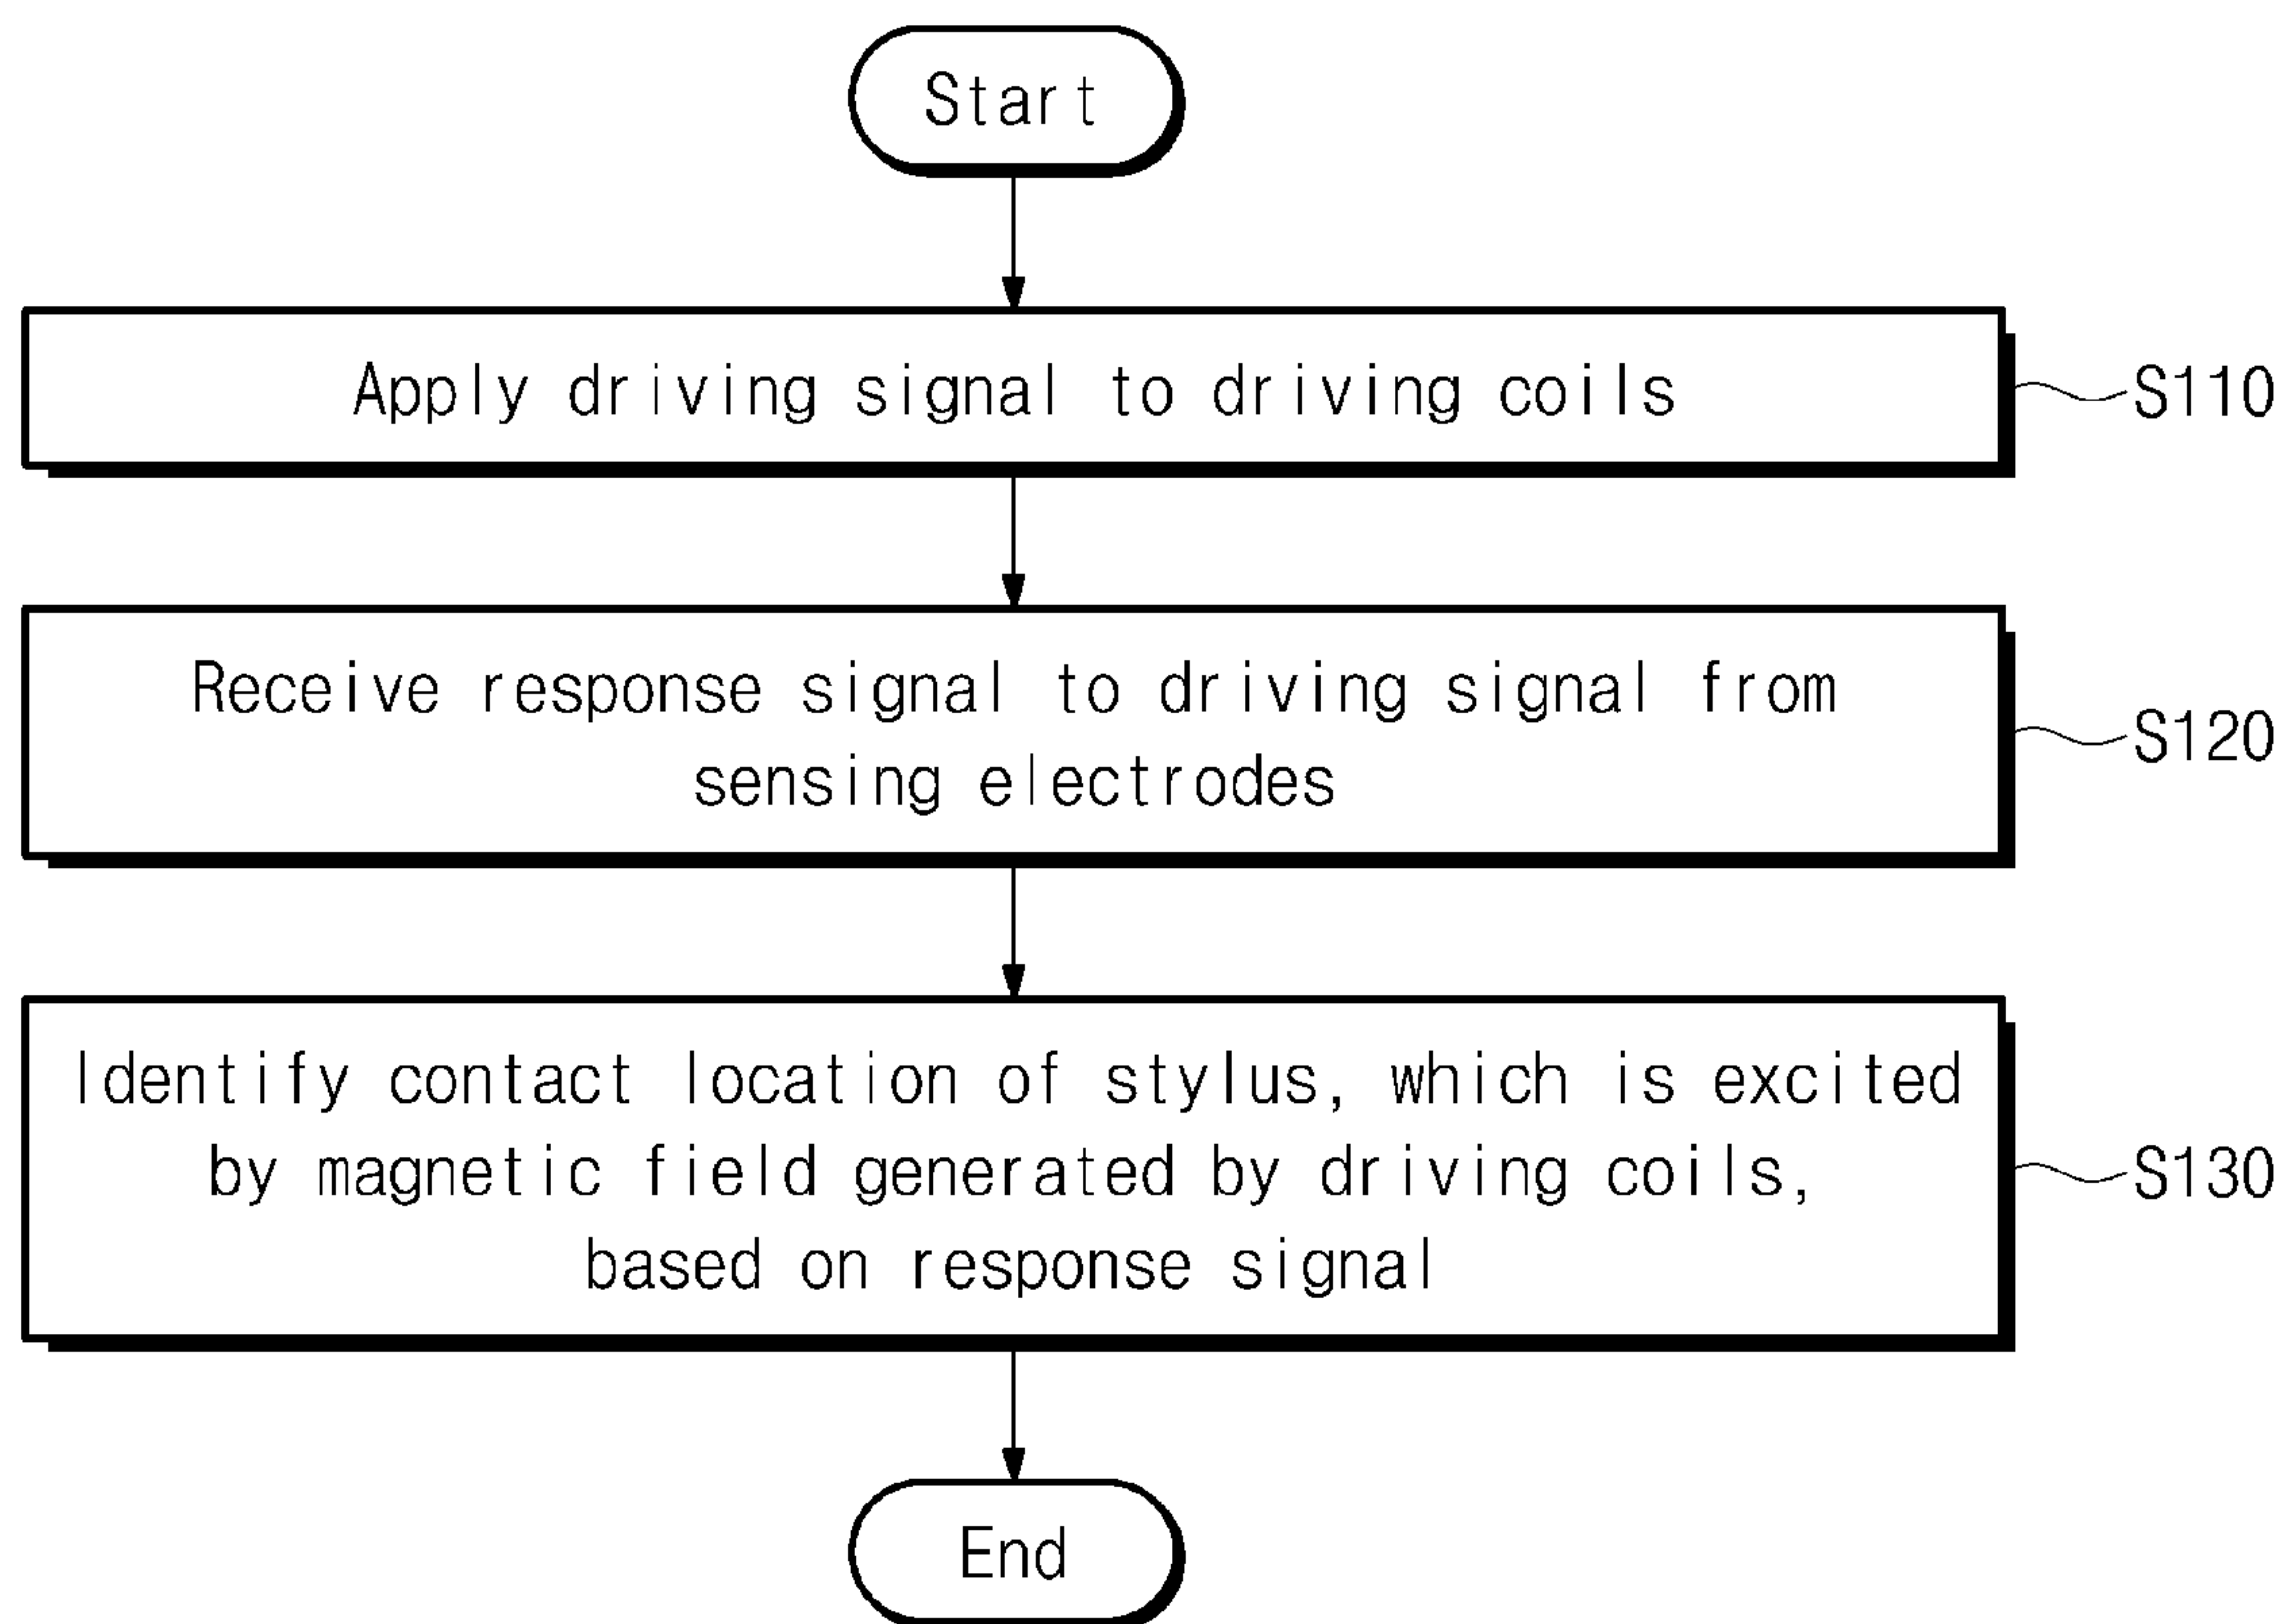 Start
Apply driving signal to driving coils
S110
Receive response signal to driving signal from
sensing electrodes
S120
Identify contact location of stylus, which is excited
by magnetic field generated by driving coils,
based on response signal
S130
End